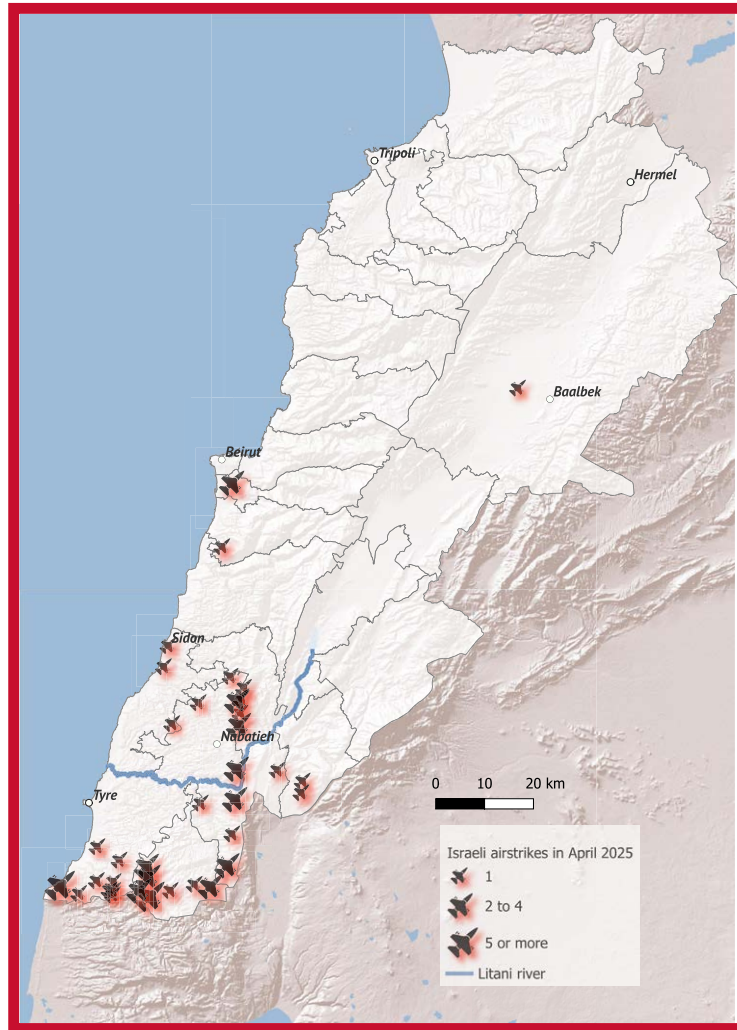 Tripoli
Hermel
Baalbek
Beirut
Sidon
Nabatieh
Tyre
0 10 20 km
Israeli airstrikes in April 2025
1
2 to 4
5 or more
Litani river